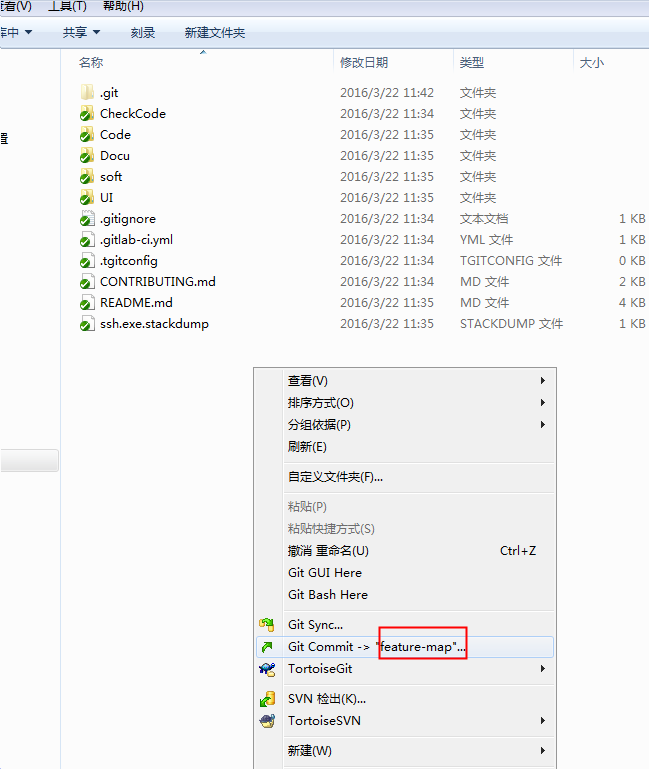 查看(V) 工具(T) 帮助(H)
库中 共享 刻录 新建文件夹
名称 修改日期 类型 大小
.git 2016/3/22 11:42 文件夹
CheckCode 2016/3/22 11:34 文件夹
Code 2016/3/22 11:35 文件夹
Docu 2016/3/22 11:35 文件夹
soft 2016/3/22 11:35 文件夹
UI 2016/3/22 11:35 文件夹
.gitignore 2016/3/22 11:34 文本文档 1 KB
.gitlab-ci.yml 2016/3/22 11:34 YML 文件 1 KB
.tgitconfig 2016/3/22 11:34 TGITCONFIG 文件 0 KB
CONTRIBUTING.md 2016/3/22 11:34 MD 文件 2 KB
README.md 2016/3/22 11:35 MD 文件 4 KB
ssh.exe.stackdump 2016/3/22 11:35 STACKDUMP 文件 1 KB
置
查看(V)
排序方式(O)
分组依据(P)
刷新(E)
自定义文件夹(F)...
粘贴(P)
粘贴快捷方式(S)
撤消 重命名(U) Ctrl+Z
Git GUI Here
Git Bash Here
Git Sync...
Git Commit -> "feature-map"...
TortoiseGit
SVN 检出(K)...
TortoiseSVN
新建(W)